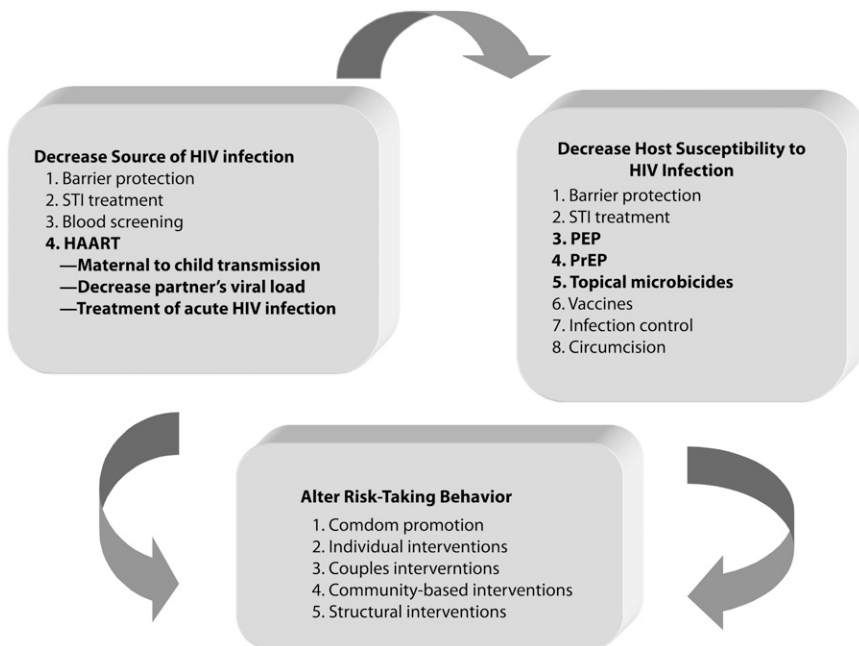 Decrease Source of HIV infection
1. Barrier protection
2. STI treatment
3. Blood screening
4. HAART
—Maternal to child transmission
—Decrease partner's viral load
—Treatment of acute HIV infection
Decrease Host Susceptibility to
HIV Infection
1. Barrier protection
2. STI treatment
3. PEP
4. PrEP
5. Topical microbicides
6. Vaccines
7. Infection control
8. Circumcision
Alter Risk-Taking Behavior
1. Comdom promotion
2. Individual interventions
3. Couples interverntions
4. Community-based interventions
5. Structural interventions